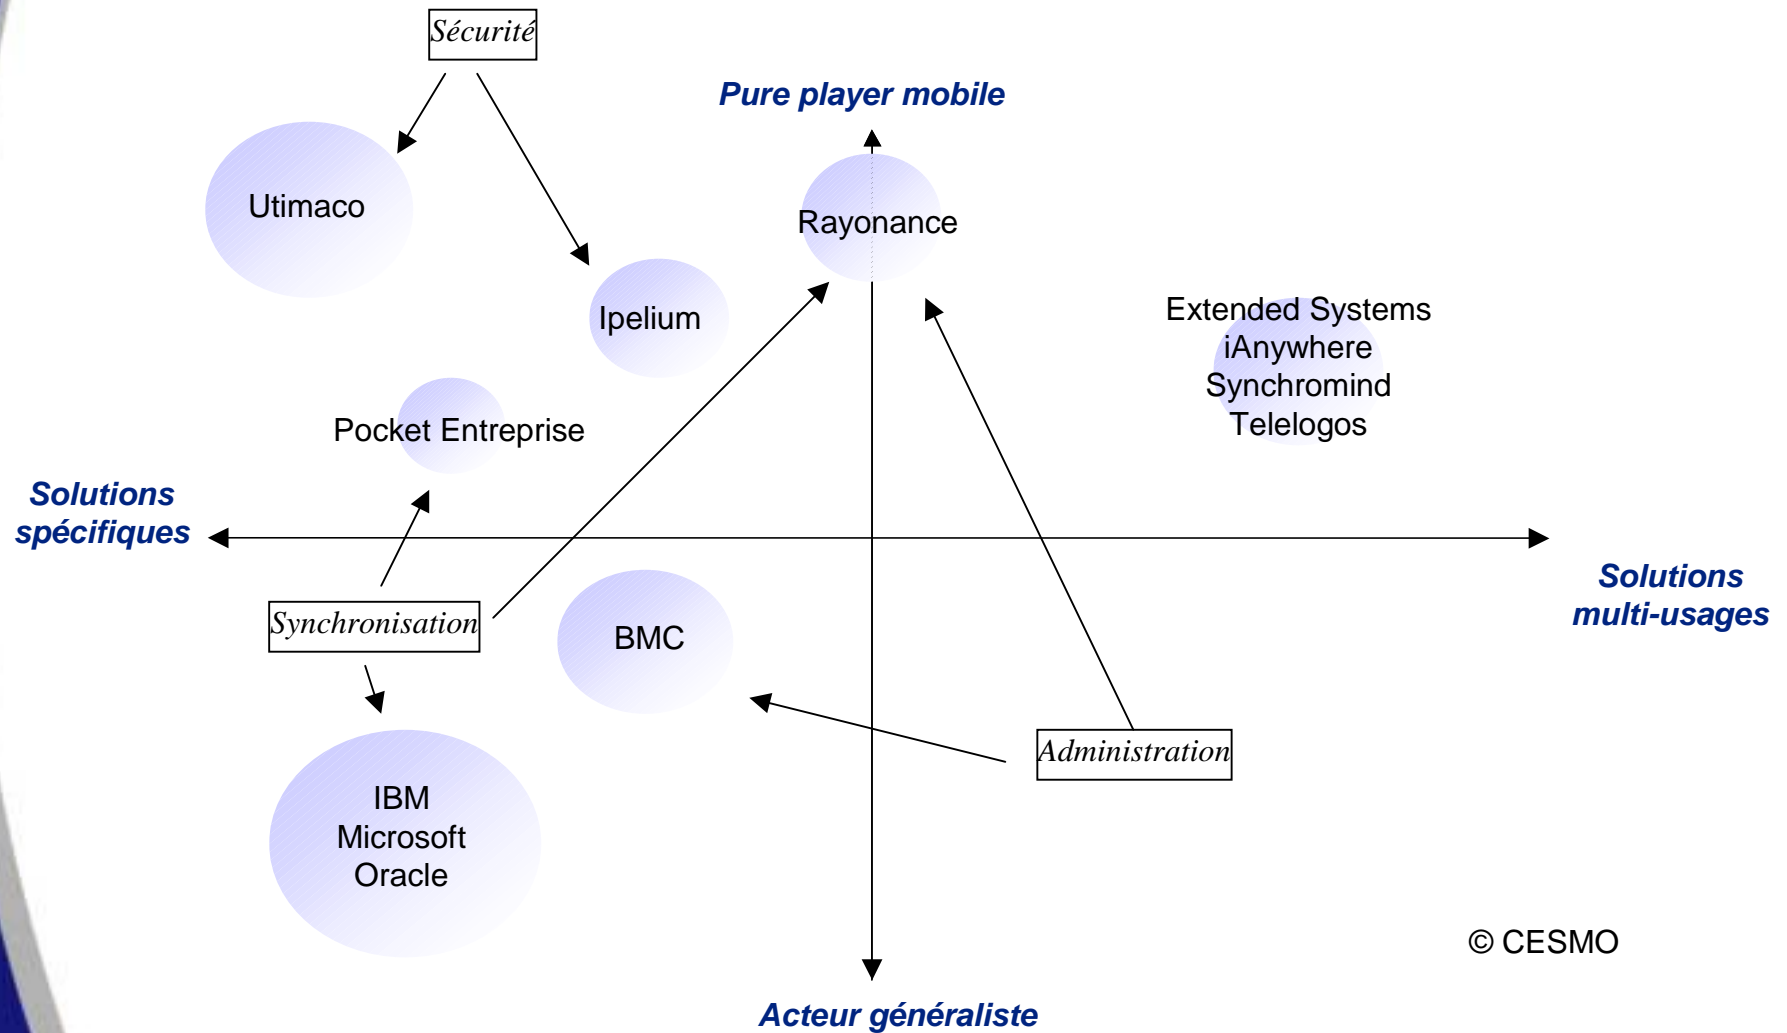 Sécurité
Pure player mobile
Utimaco
Rayonance
Ipelium
Extended Systems
iAnywhere
Synchromind
Telelogos
Pocket Entreprise
Solutions
spécifiques
Solutions
multi-usages
Synchronisation
BMC
Administration
IBM
Microsoft
Oracle
© CESMO
Acteur généraliste